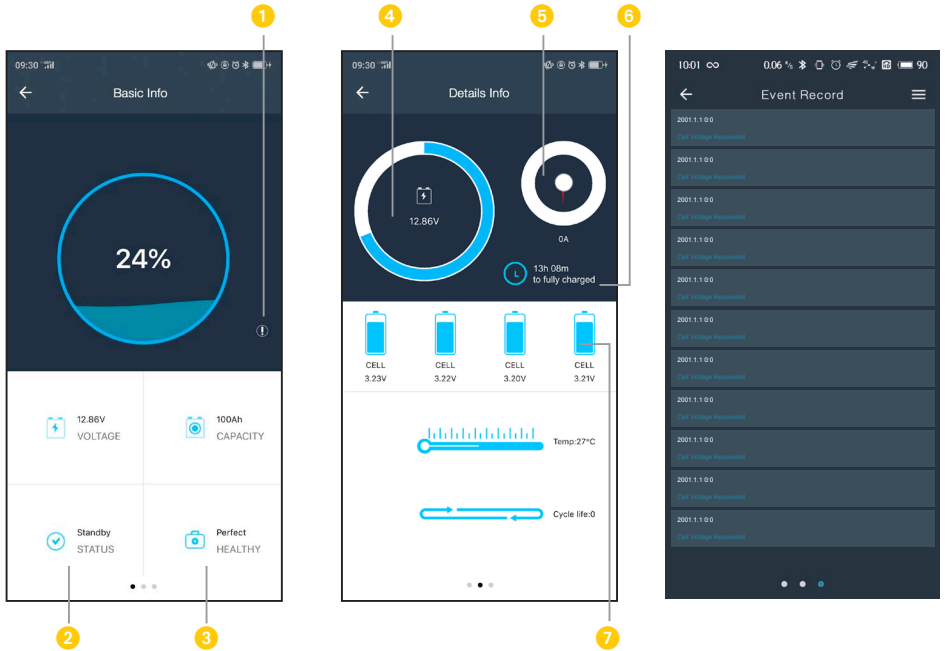 1
4
5
6
09:30
Basic Info
24%
12.86V
VOLTAGE
100Ah
CAPACITY
Standby
STATUS
Perfect
HEALTHY
2
3
09:30
Details Info
12.86V
0A
13h 08m
to fully charged
CELL
3.23V
CELL
3.22V
CELL
3.20V
CELL
3.21V
Temp:27°C
Cycle life:0
7
10:01
0.06
90
Event Record
2001.1.1 0:0
Cell Voltage Recovered
2001.1.1 0:0
Cell Voltage Recovered
2001.1.1 0:0
Cell Voltage Recovered
2001.1.1 0:0
Cell Voltage Recovered
2001.1.1 0:0
Cell Voltage Recovered
2001.1.1 0:0
Cell Voltage Recovered
2001.1.1 0:0
Cell Voltage Recovered
2001.1.1 0:0
Cell Voltage Recovered
2001.1.1 0:0
Cell Voltage Recovered
2001.1.1 0:0
Cell Voltage Recovered
2001.1.1 0:0
Cell Voltage Recovered